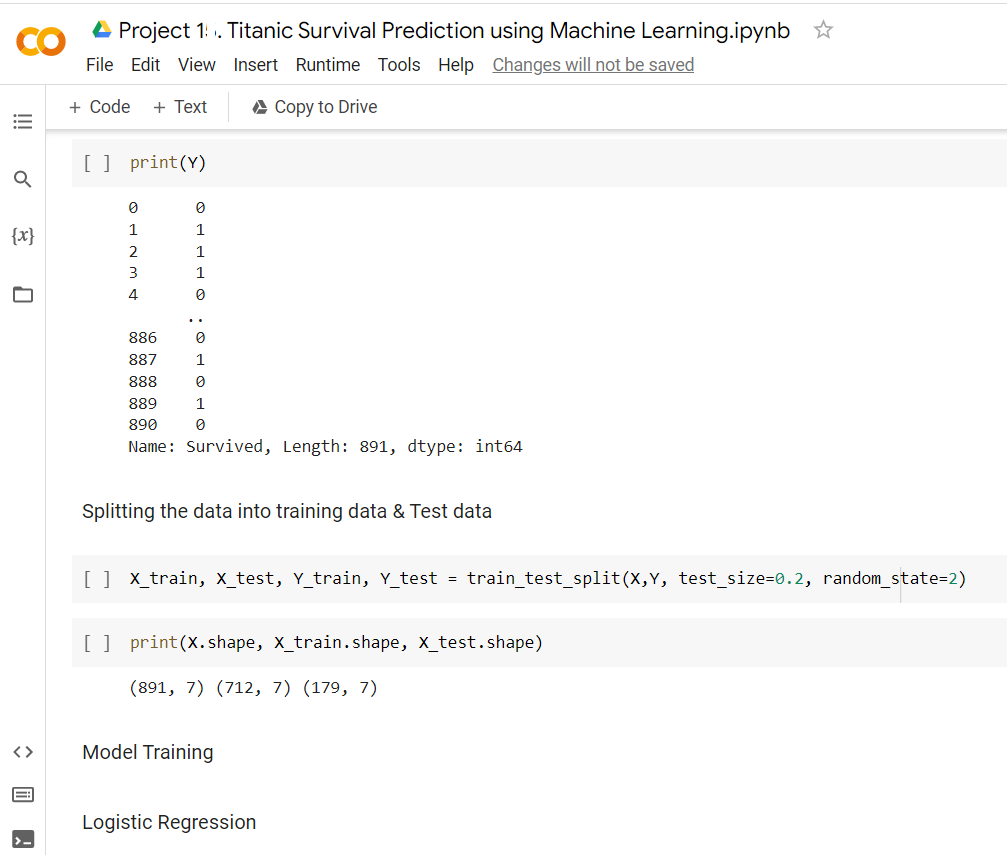 Project 15. Titanic Survival Prediction using Machine Learning.ipynb
File Edit View Insert Runtime Tools Help Changes will not be saved
+ Code + Text Copy to Drive
[ ] print(Y)
0 0
1 1
2 1
3 1
4 0
..
886 0
887 1
888 0
889 1
890 0
Name: Survived, Length: 891, dtype: int64
Splitting the data into training data & Test data
[ ] X_train, X_test, Y_train, Y_test = train_test_split(X,Y, test_size=0.2, random_state=2)
[ ] print(X.shape, X_train.shape, X_test.shape)
(891, 7) (712, 7) (179, 7)
Model Training
Logistic Regression